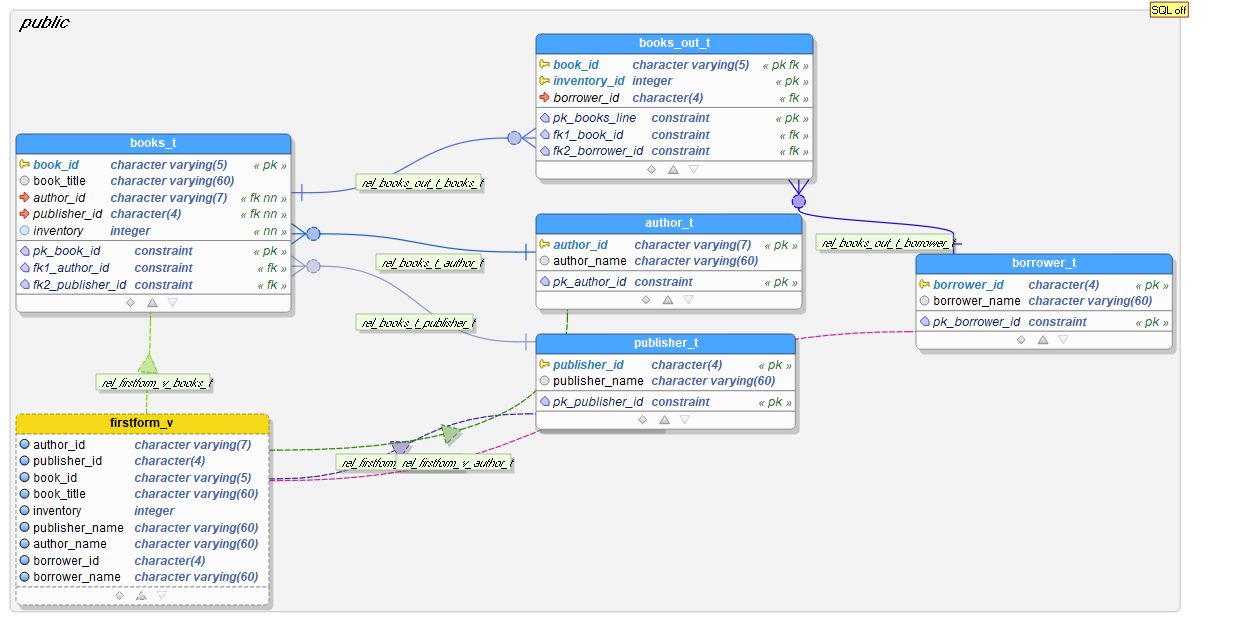 public
SQL off
books_out_t
book_id character varying(5) « pk fk »
inventory_id integer « pk »
borrower_id character(4) « fk »
pk_books_line constraint « pk »
fk1_book_id constraint « fk »
fk2_borrower_id constraint « fk »
books_t
book_id character varying(5) « pk »
book_title character varying(60)
author_id character varying(7) « fk nn »
publisher_id character(4) « fk nn »
inventory integer « nn »
pk_book_id constraint « pk »
fk1_author_id constraint « fk »
fk2_publisher_id constraint « fk »
rel_books_out_t_books_t
author_t
author_id character varying(7) « pk »
author_name character varying(60)
pk_author_id constraint « pk »
rel_books_out_t_borrower_t
rel_books_t_author_t
borrower_t
borrower_id character(4) « pk »
borrower_name character varying(60)
pk_borrower_id constraint « pk »
rel_books_t_publisher_t
publisher_t
publisher_id character(4) « pk »
publisher_name character varying(60)
pk_publisher_id constraint « pk »
rel_firstform_v_books_t
firstform_v
author_id character varying(7)
publisher_id character(4)
book_id character varying(5)
book_title character varying(60)
inventory integer
publisher_name character varying(60)
author_name character varying(60)
borrower_id character(4)
borrower_name character varying(60)
rel_firstform
rel_firstform_v_author_t